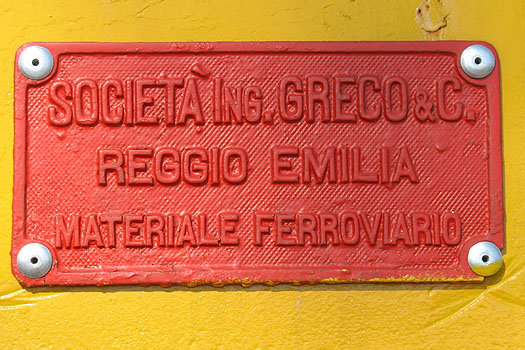 SOCIETÀ ING. GRECO & C.
REGGIO EMILIA
MATERIALE FERROVIARIO